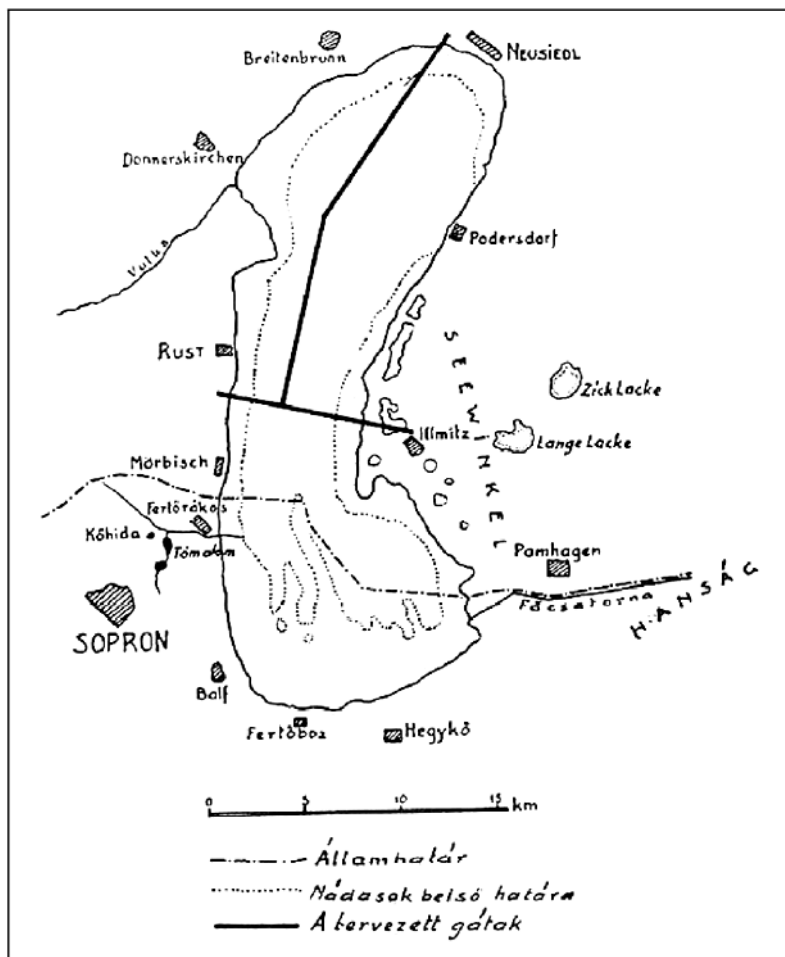 Breitenbrunn
NEUSIEDL
Donnerskirchen
Vulka
Podersdorf
RUST
SEEWINKEL
Zick Lacke
Illmitz
Lange Lacke
Mörbisch
Fertőrákos
Kőhida
Tómalom
Pamhagen
Főcsatorna
HANSÁG
SOPRON
Balf
Fertőboz
Hegykő
0 5 10 15 km
Államhatár
Nádasok belső határa
A tervezett gátak